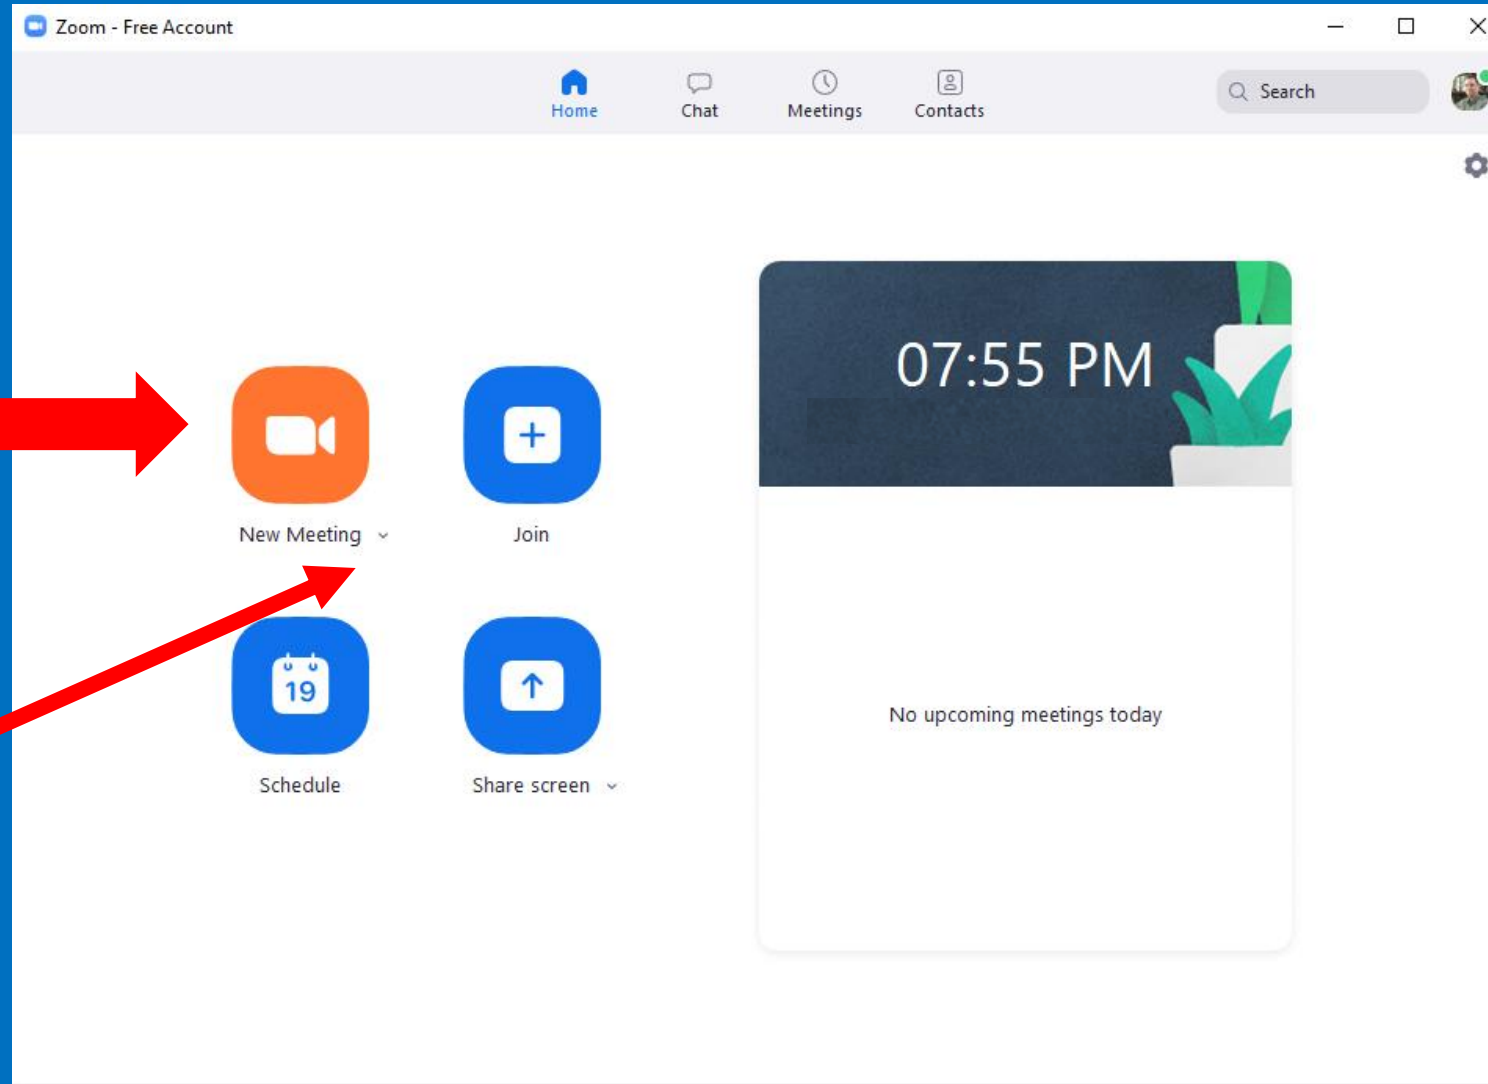 Zoom - Free Account
Home
Chat
Meetings
Contacts
Search
07:55 PM
New Meeting
Join
19
Schedule
Share screen
No upcoming meetings today